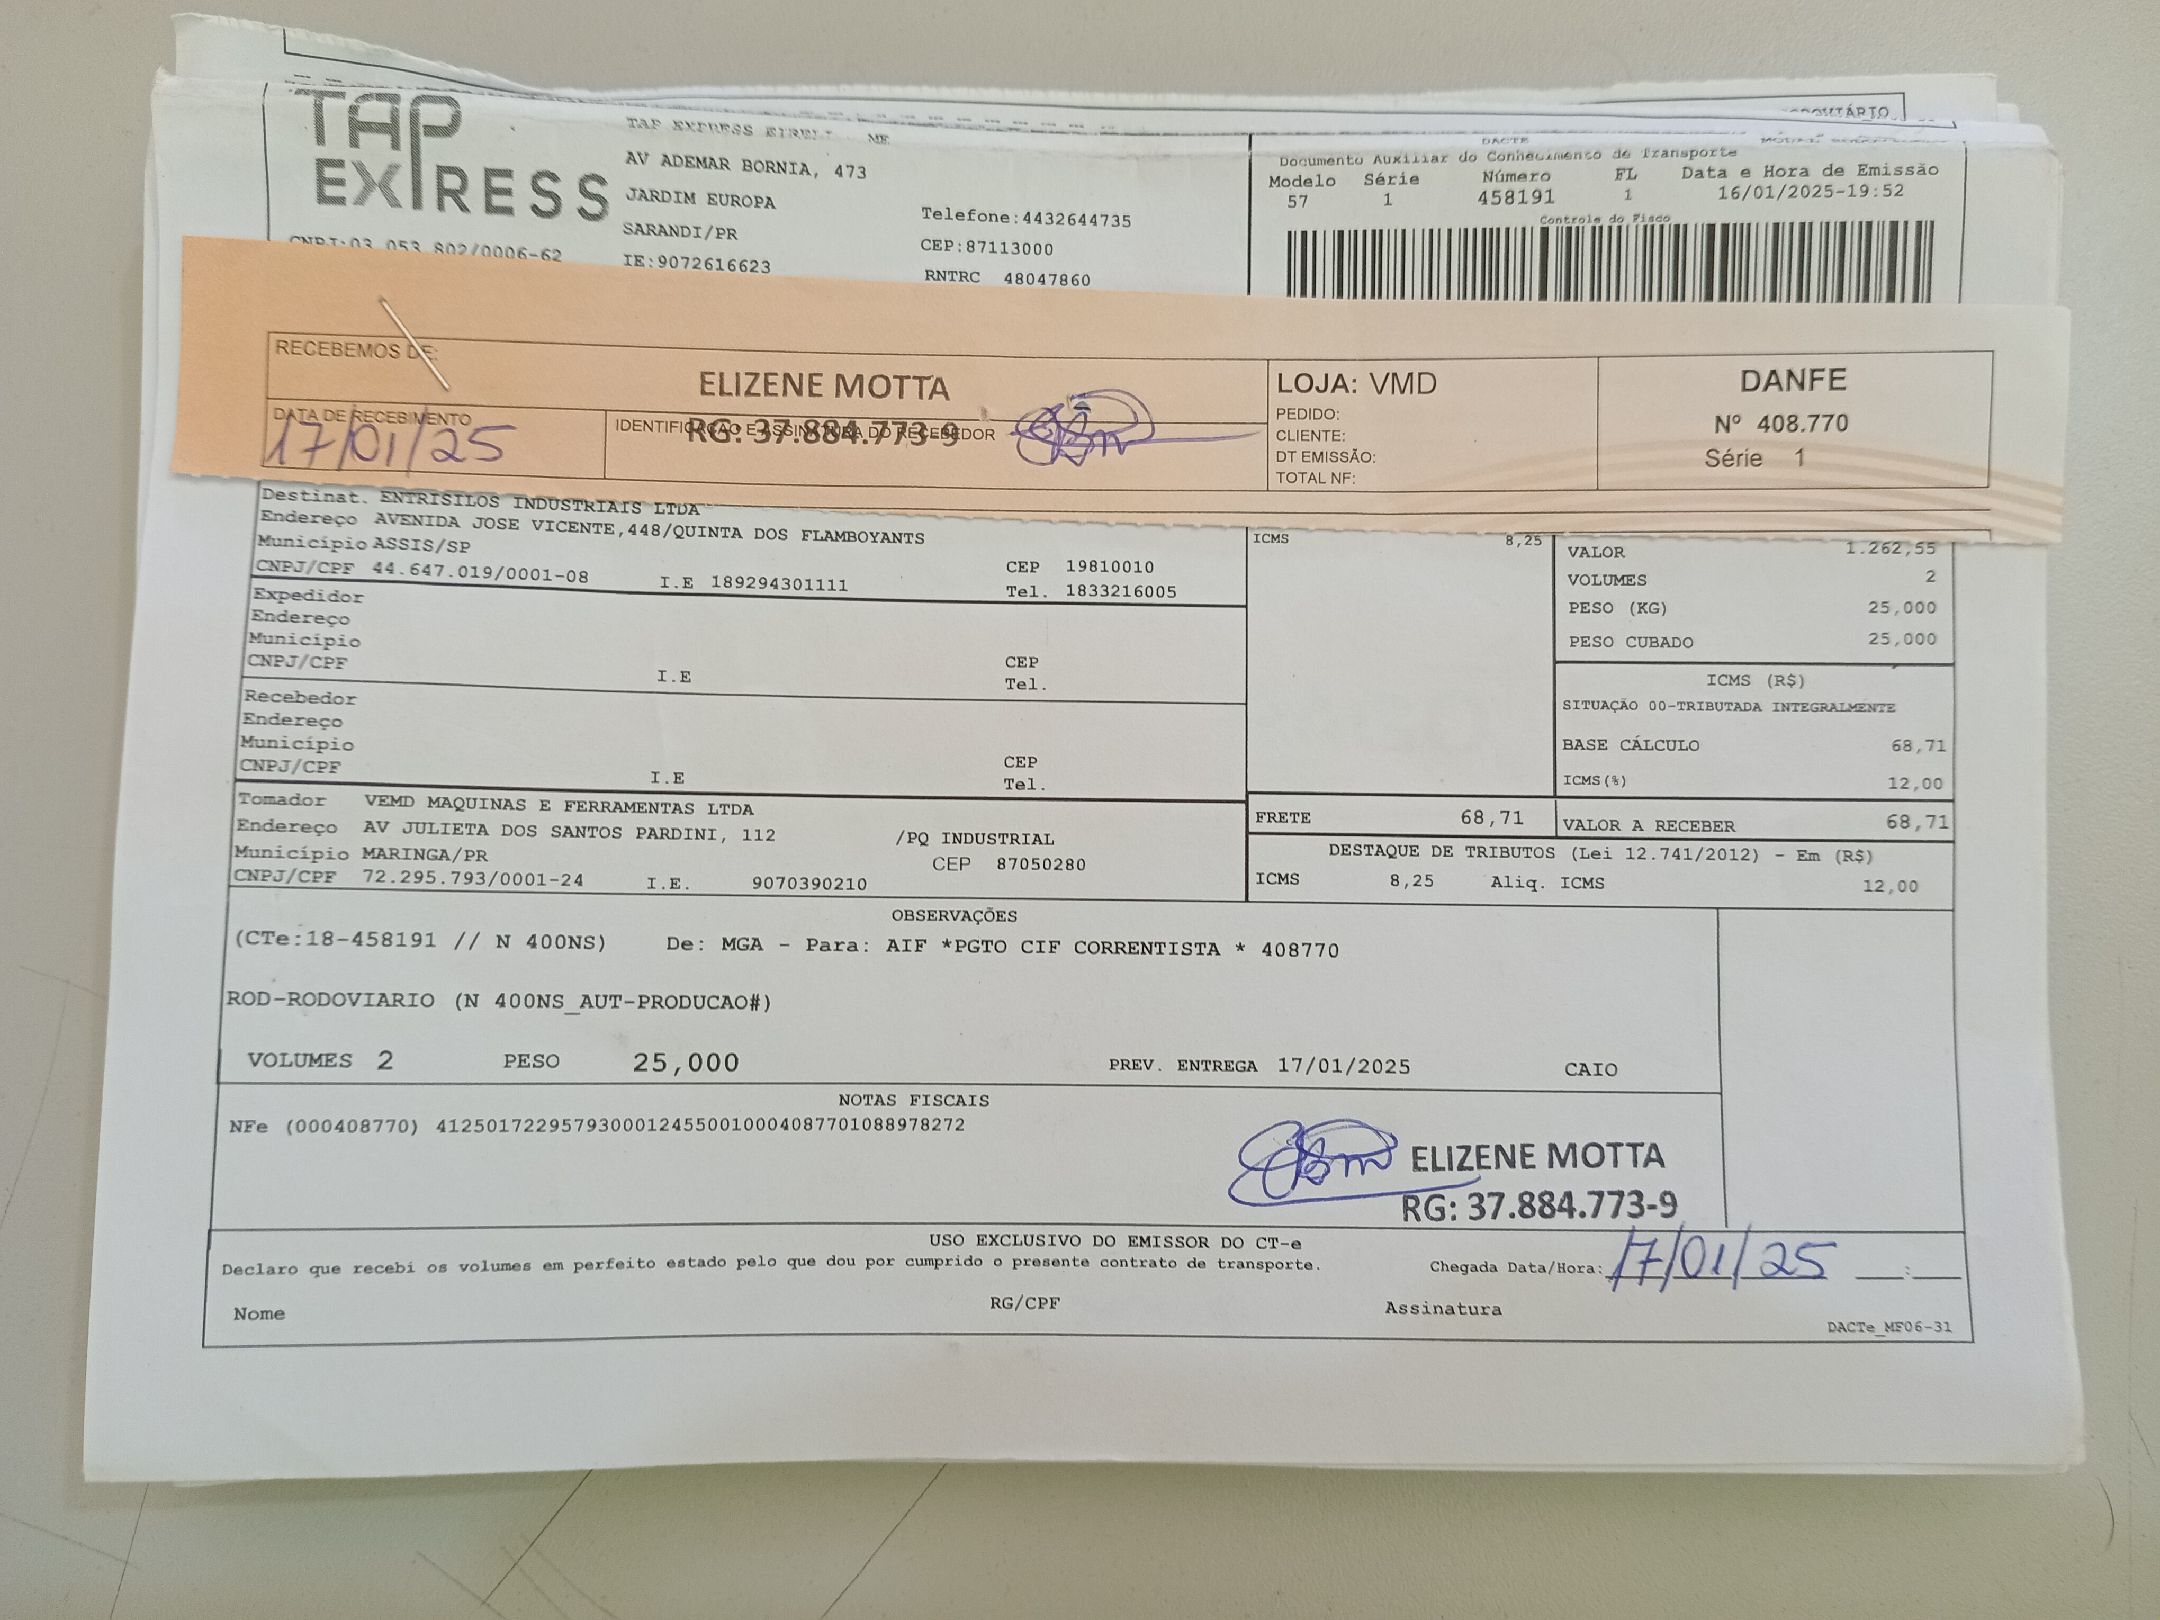 TAP
EXPRESS
TAP EXPRESS EIRELI ME
AV ADEMAR BORNIA, 473
JARDIM EUROPA
SARANDI/PR
IE:9072616623
CNPJ:03.053.802/0006-62
Telefone:4432644735
CEP:87113000
RNTRC 48047860
DACTE
Documento Auxiliar do Conhecimento de Transporte
Modelo Série Número FL Data e Hora de Emissão
57 1 458191 1 16/01/2025-19:52
Controle do Fisco
RECEBEMOS DE:
ELIZENE MOTTA
RG: 37.884.773-9
DATA DE RECEBIMENTO
17/01/25
IDENTIFICAÇÃO E ASSINATURA DO RECEBEDOR
LOJA: VMD
PEDIDO:
CLIENTE:
DT EMISSÃO:
TOTAL NF:
DANFE
Nº 408.770
Série 1
Destinat. ENTRISILOS INDUSTRIAIS LTDA
Endereço AVENIDA JOSE VICENTE,448/QUINTA DOS FLAMBOYANTS
Município ASSIS/SP
CEP 19810010
CNPJ/CPF 44.647.019/0001-08 I.E 189294301111 Tel. 1833216005
Expedidor
Endereço
Município
CEP
CNPJ/CPF I.E Tel.
Recebedor
Endereço
Município
CEP
CNPJ/CPF I.E Tel.
Tomador VEMD MAQUINAS E FERRAMENTAS LTDA
Endereço AV JULIETA DOS SANTOS PARDINI, 112 /PQ INDUSTRIAL
Município MARINGA/PR CEP 87050280
CNPJ/CPF 72.295.793/0001-24 I.E. 9070390210
ICMS 8,25
VALOR 1.262,55
VOLUMES 2
PESO (KG) 25,000
PESO CUBADO 25,000
ICMS (R$)
SITUAÇÃO 00-TRIBUTADA INTEGRALMENTE
BASE CÁLCULO 68,71
ICMS(%) 12,00
FRETE 68,71 VALOR A RECEBER 68,71
DESTAQUE DE TRIBUTOS (Lei 12.741/2012) - Em (R$)
ICMS 8,25 Aliq. ICMS 12,00
OBSERVAÇÕES
(CTe:18-458191 // N 400NS) De: MGA - Para: AIF *PGTO CIF CORRENTISTA * 408770
ROD-RODOVIARIO (N 400NS_AUT-PRODUCAO#)
VOLUMES 2 PESO 25,000 PREV. ENTREGA 17/01/2025 CAIO
NOTAS FISCAIS
NFe (000408770) 41250172295793000124550010004087701088978272
ELIZENE MOTTA
RG: 37.884.773-9
USO EXCLUSIVO DO EMISSOR DO CT-e
Declaro que recebi os volumes em perfeito estado pelo que dou por cumprido o presente contrato de transporte.
Chegada Data/Hora: 17/01/25 __:__
Nome RG/CPF Assinatura
DACTe_MF06-31